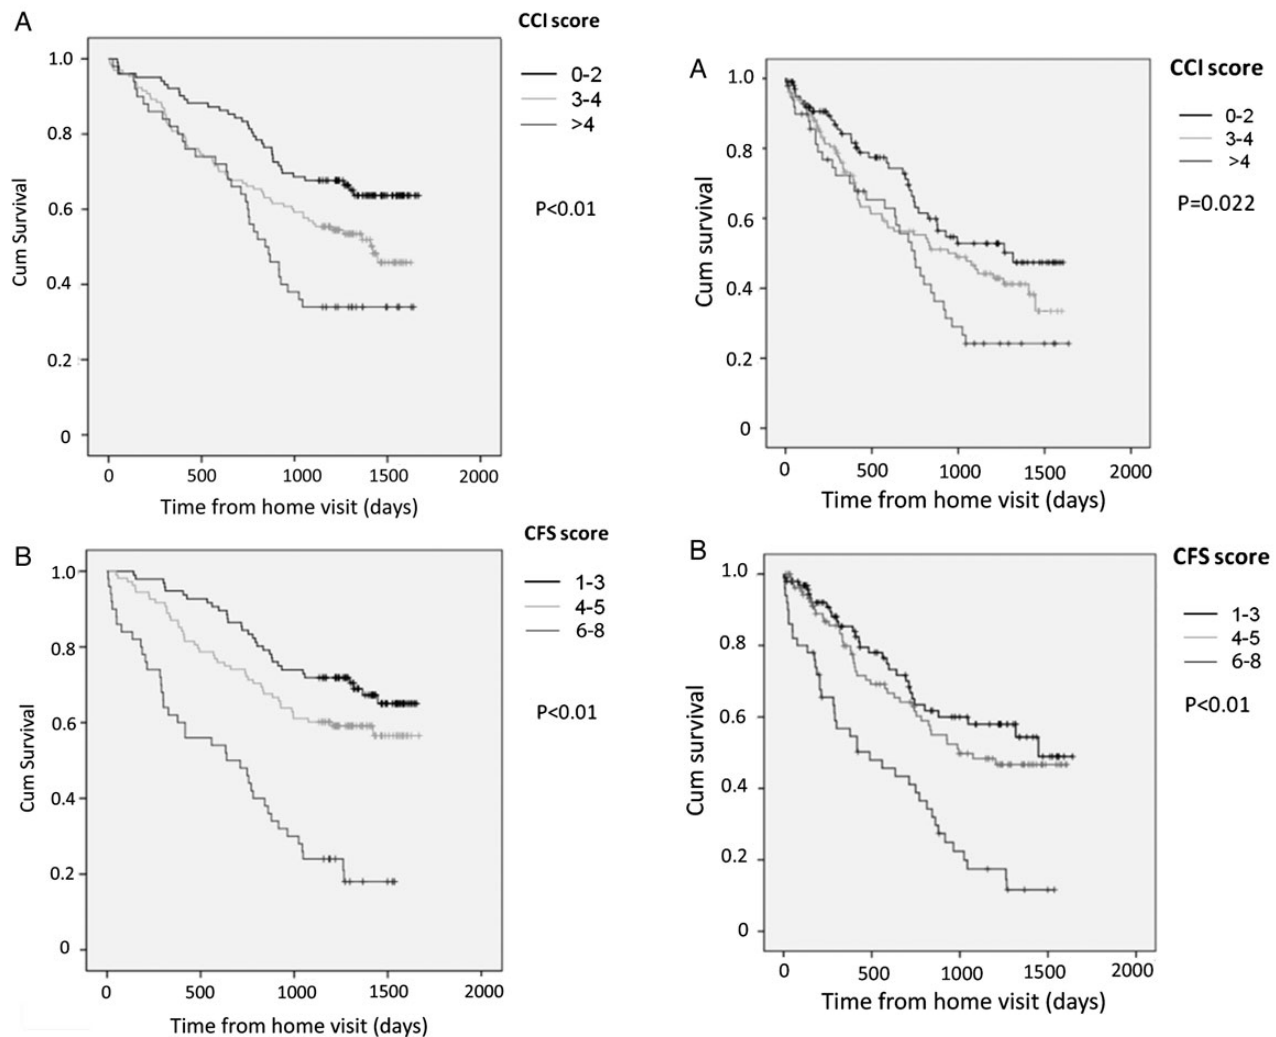 A
CCI score
0-2
3-4
>4
P<0.01
1.0
0.8
0.6
0.4
0.2
0
Cum Survival
0 500 1000 1500 2000
Time from home visit (days)
A
CCI score
0-2
3-4
>4
P=0.022
1.0
0.8
0.6
0.4
0.2
0
Cum survival
0 500 1000 1500 2000
Time from home visit (days)
B
CFS score
1-3
4-5
6-8
P<0.01
1.0
0.8
0.6
0.4
0.2
0
Cum Survival
0 500 1000 1500 2000
Time from home visit (days)
B
CFS score
1-3
4-5
6-8
P<0.01
1.0
0.8
0.6
0.4
0.2
0
Cum survival
0 500 1000 1500 2000
Time from home visit (days)